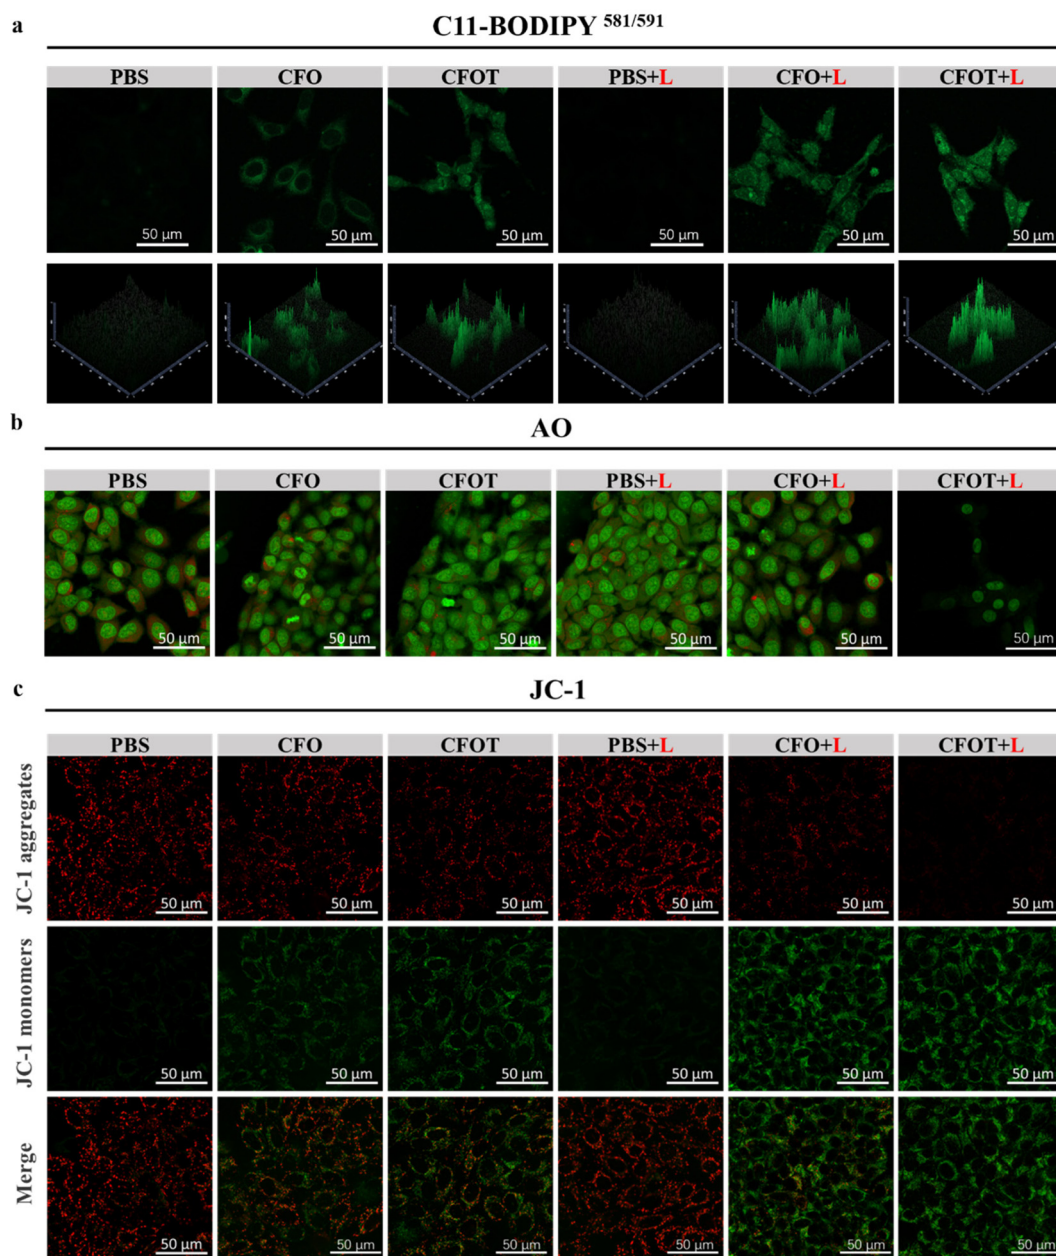 a
C11-BODIPY 581/591
PBS CFO CFOT PBS+L CFO+L CFOT+L
50 µm 50 µm 50 µm 50 µm 50 µm 50 µm
b
AO
PBS CFO CFOT PBS+L CFO+L CFOT+L
50 µm 50 µm 50 µm 50 µm 50 µm 50 µm
c
JC-1
PBS CFO CFOT PBS+L CFO+L CFOT+L
JC-1 aggregates
50 µm 50 µm 50 µm 50 µm 50 µm 50 µm
JC-1 monomers
50 µm 50 µm 50 µm 50 µm 50 µm 50 µm
Merge
50 µm 50 µm 50 µm 50 µm 50 µm 50 µm